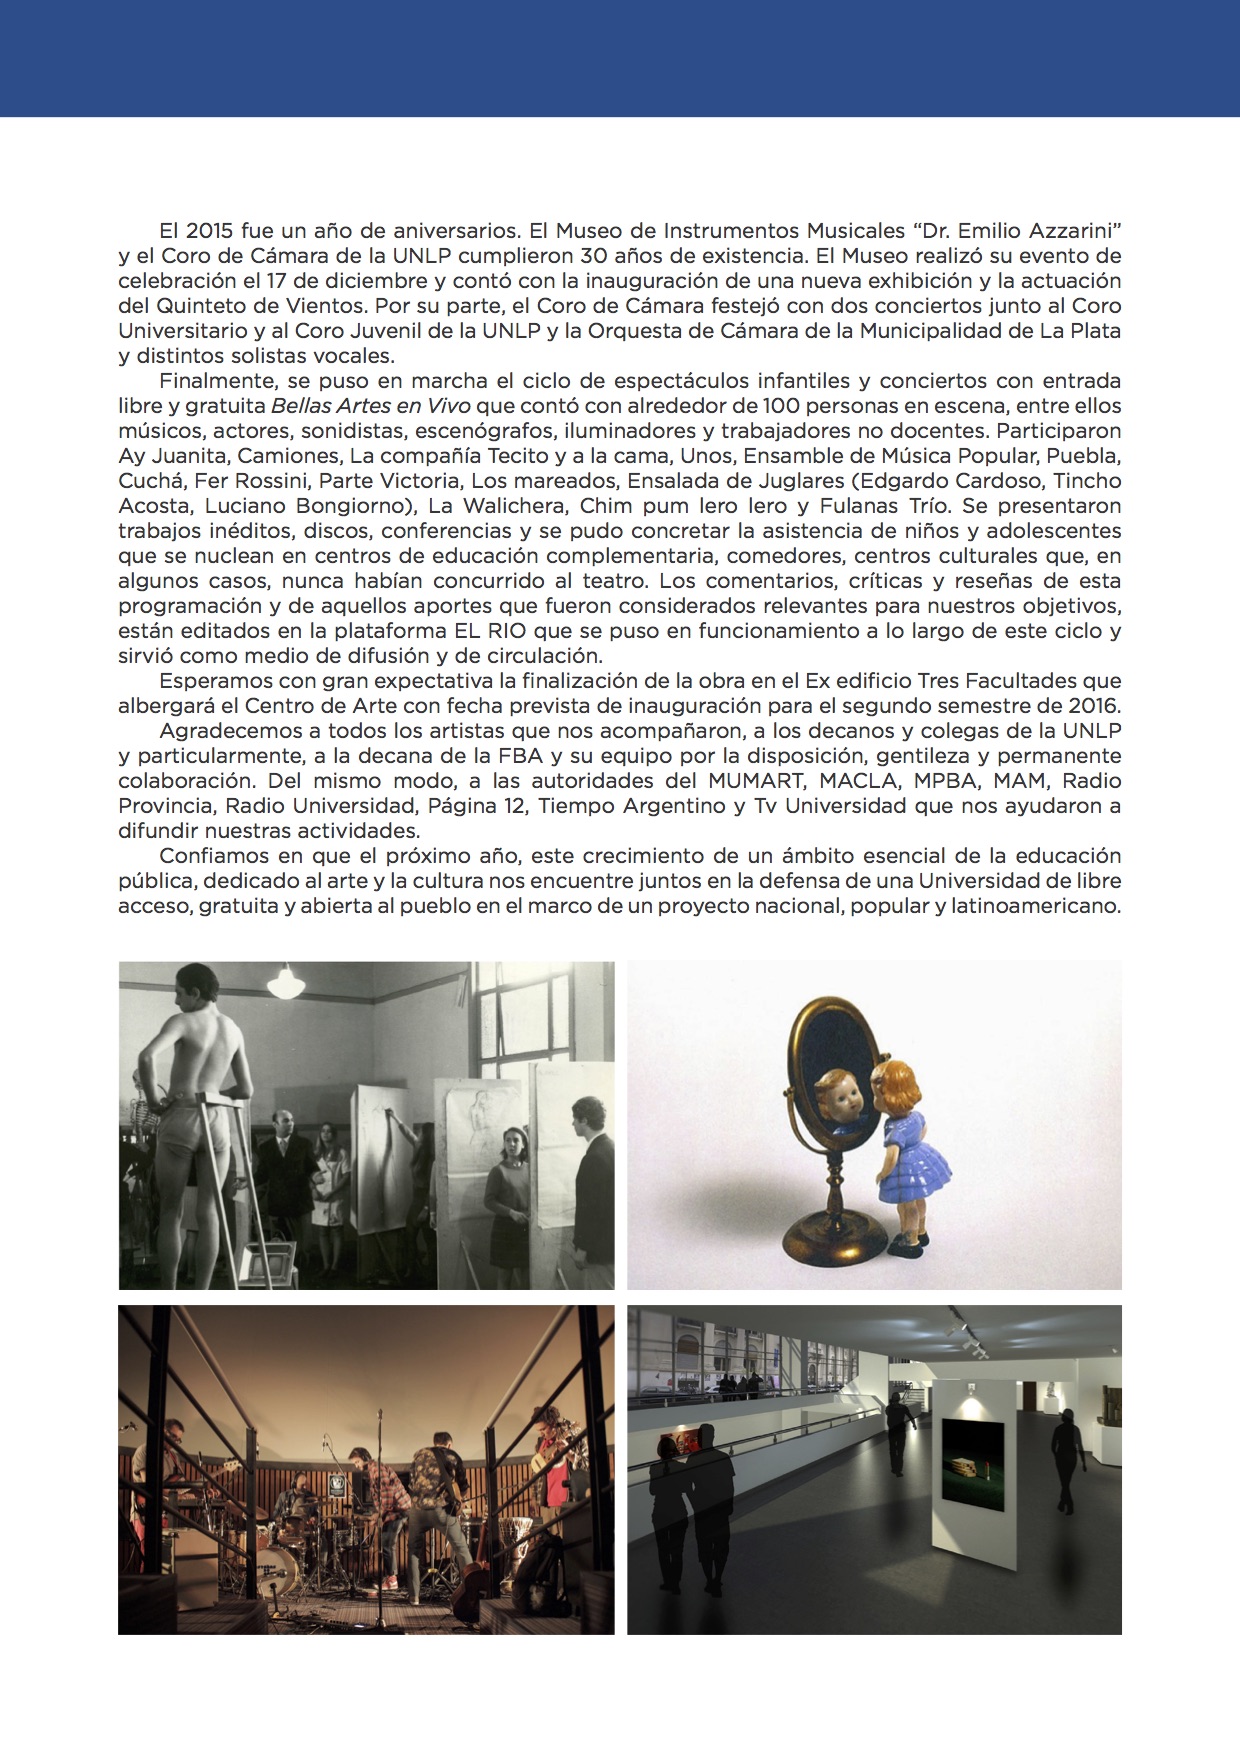 El 2015 fue un año de aniversarios. El Museo de Instrumentos Musicales “Dr. Emilio Azzarini”
y el Coro de Cámara de la UNLP cumplieron 30 años de existencia. El Museo realizó su evento de
celebración el 17 de diciembre y contó con la inauguración de una nueva exhibición y la actuación
del Quinteto de Vientos. Por su parte, el Coro de Cámara festejó con dos conciertos junto al Coro
Universitario y al Coro Juvenil de la UNLP y la Orquesta de Cámara de la Municipalidad de La Plata
y distintos solistas vocales.
Finalmente, se puso en marcha el ciclo de espectáculos infantiles y conciertos con entrada
libre y gratuita Bellas Artes en Vivo que contó con alrededor de 100 personas en escena, entre ellos
músicos, actores, sonidistas, escenógrafos, iluminadores y trabajadores no docentes. Participaron
Ay Juanita, Camiones, La compañía Tecito y a la cama, Unos, Ensamble de Música Popular, Puebla,
Cuchá, Fer Rossini, Parte Victoria, Los mareados, Ensalada de Juglares (Edgardo Cardoso, Tincho
Acosta, Luciano Bongiorno), La Walichera, Chim pum lero lero y Fulanas Trío. Se presentaron
trabajos inéditos, discos, conferencias y se pudo concretar la asistencia de niños y adolescentes
que se nuclean en centros de educación complementaria, comedores, centros culturales que, en
algunos casos, nunca habían concurrido al teatro. Los comentarios, críticas y reseñas de esta
programación y de aquellos aportes que fueron considerados relevantes para nuestros objetivos,
están editados en la plataforma EL RIO que se puso en funcionamiento a lo largo de este ciclo y
sirvió como medio de difusión y de circulación.
Esperamos con gran expectativa la finalización de la obra en el Ex edificio Tres Facultades que
albergará el Centro de Arte con fecha prevista de inauguración para el segundo semestre de 2016.
Agradecemos a todos los artistas que nos acompañaron, a los decanos y colegas de la UNLP
y particularmente, a la decana de la FBA y su equipo por la disposición, gentileza y permanente
colaboración. Del mismo modo, a las autoridades del MUMART, MACLA, MPBA, MAM, Radio
Provincia, Radio Universidad, Página 12, Tiempo Argentino y Tv Universidad que nos ayudaron a
difundir nuestras actividades.
Confiamos en que el próximo año, este crecimiento de un ámbito esencial de la educación
pública, dedicado al arte y la cultura nos encuentre juntos en la defensa de una Universidad de libre
acceso, gratuita y abierta al pueblo en el marco de un proyecto nacional, popular y latinoamericano.